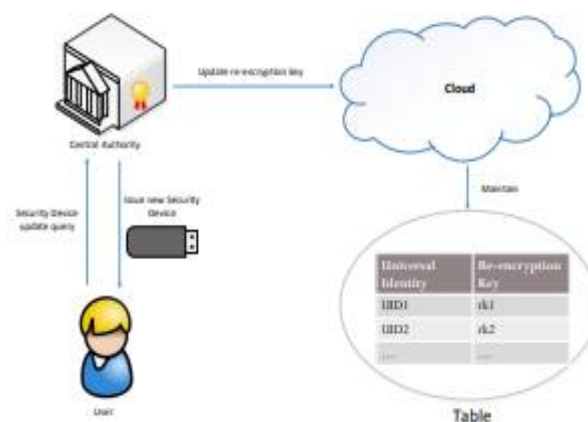 Update re-encryption key
Cloud
Central Authority
Security Device
update query
Issue new Security
Device
Maintain
Universal
Identity
Re-encryption
Key
UID1
rk1
UID2
rk2
....
....
User
Table